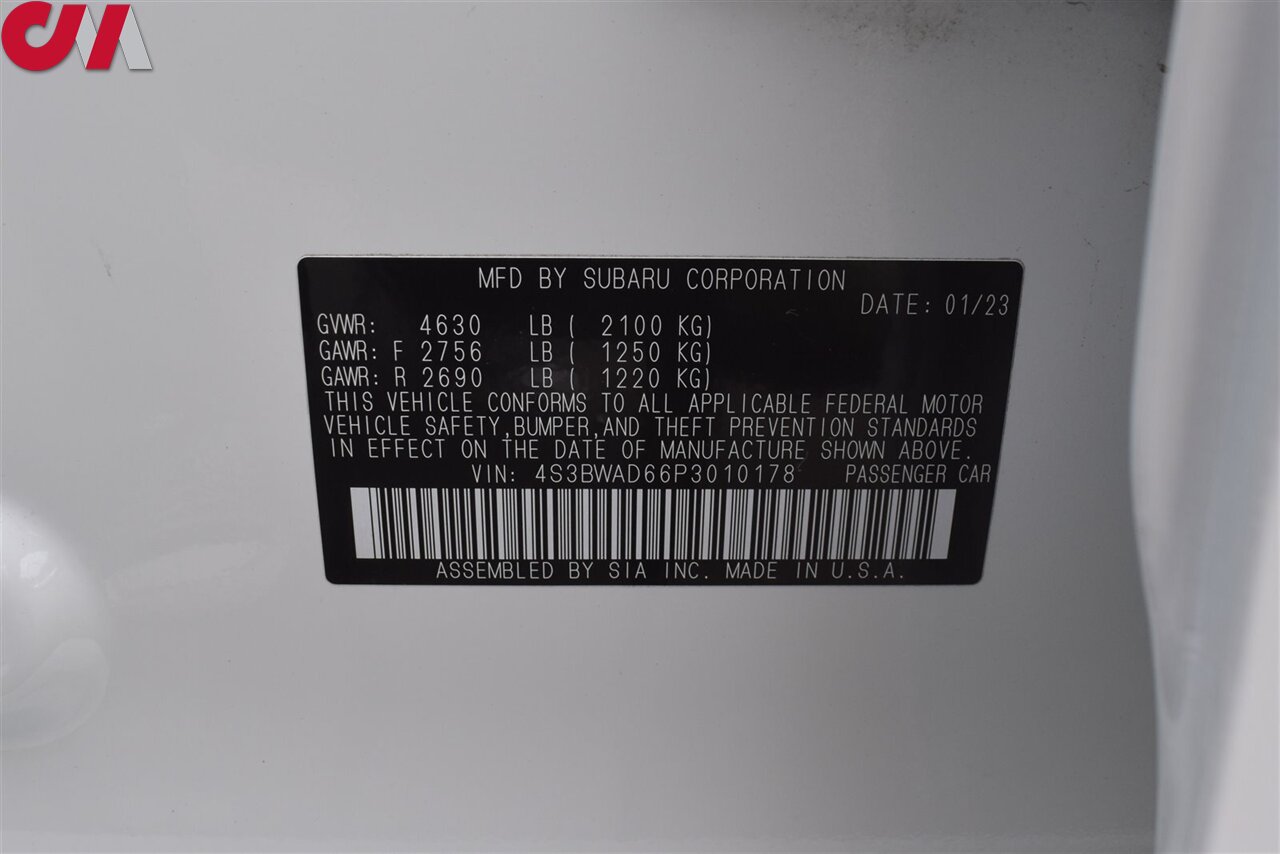 MFD BY SUBARU CORPORATION
DATE: 01/23
GVWR: 4630 LB ( 2100 KG)
GAWR: F 2756 LB ( 1250 KG)
GAWR: R 2690 LB ( 1220 KG)
THIS VEHICLE CONFORMS TO ALL APPLICABLE FEDERAL MOTOR
VEHICLE SAFETY,BUMPER,AND THEFT PREVENTION STANDARDS
IN EFFECT ON THE DATE OF MANUFACTURE SHOWN ABOVE.
VIN: 4S3BWAD66P3010178 PASSENGER CAR
ASSEMBLED BY SIA INC. MADE IN U.S.A.